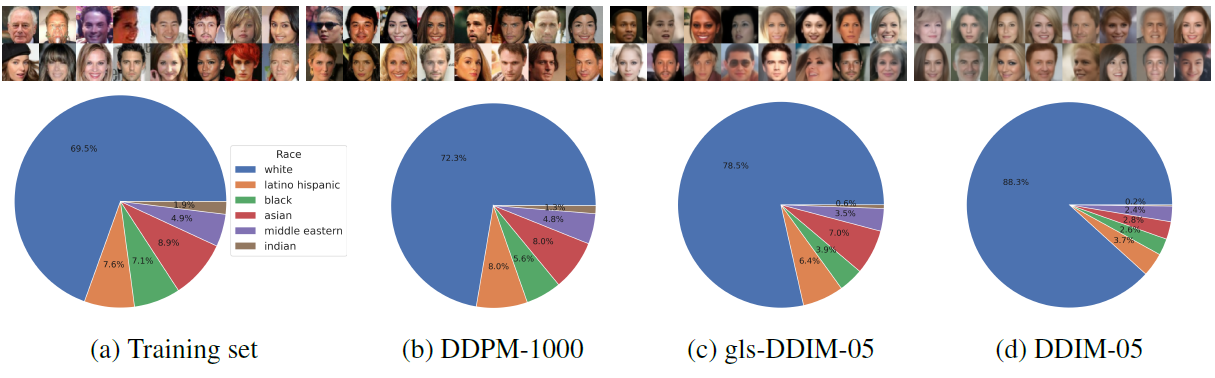 69.5%
1.9%
4.9%
8.9%
7.1%
7.6%
Race
white
latino hispanic
black
asian
middle eastern
indian
72.3%
1.3%
4.8%
8.0%
5.6%
8.0%
78.5%
0.6%
3.5%
7.0%
3.9%
6.4%
88.3%
0.2%
2.4%
2.8%
2.6%
3.7%
(a) Training set
(b) DDPM-1000
(c) gls-DDIM-05
(d) DDIM-05